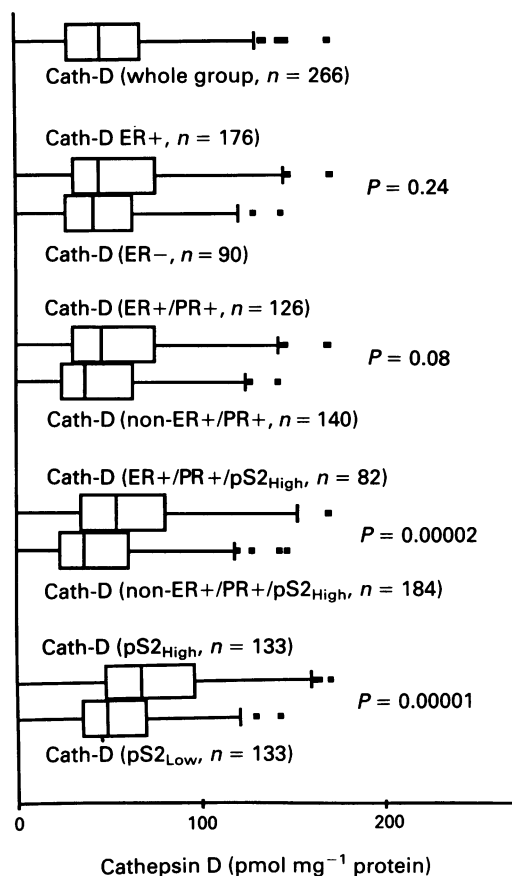 Cath-D (whole group, n = 266)
Cath-D ER+, n = 176)
P = 0.24
Cath-D (ER−, n = 90)
Cath-D (ER+/PR+, n = 126)
P = 0.08
Cath-D (non-ER+/PR+, n = 140)
Cath-D (ER+/PR+/pS2High, n = 82)
P = 0.00002
Cath-D (non-ER+/PR+/pS2High, n = 184)
Cath-D (pS2High, n = 133)
P = 0.00001
Cath-D (pS2Low, n = 133)
0 100 200
Cathepsin D (pmol mg−1 protein)